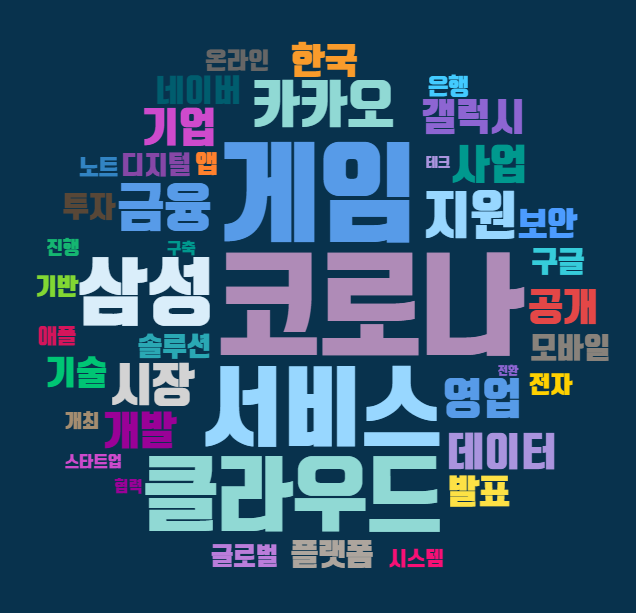 온라인
한국
네이버
카카오
은행
기업
갤럭시
노트
디지털
앱
게임
테크
사업
투자
금융
지원
보안
진행
구축
구글
기반
삼성
코로나
공개
애플
솔루션
모바일
기술
시장
서비스
전환
영업
전자
개최
개발
데이터
스타트업
협력
클라우드
발표
글로벌
플랫폼
시스템